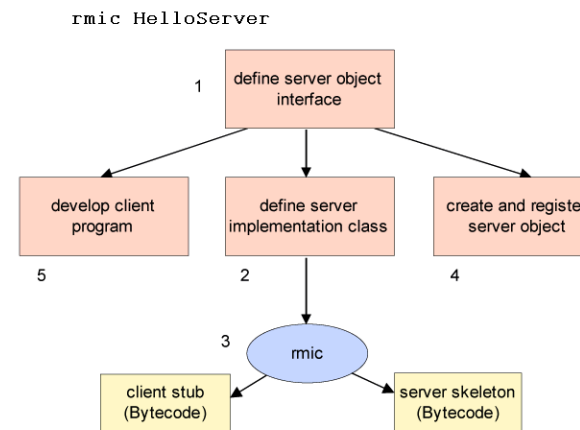 rmic HelloServer
1
define server object
interface
develop client
program
define server
implementation class
create and registe
server object
5
2
4
3
rmic
client stub
(Bytecode)
server skeleton
(Bytecode)